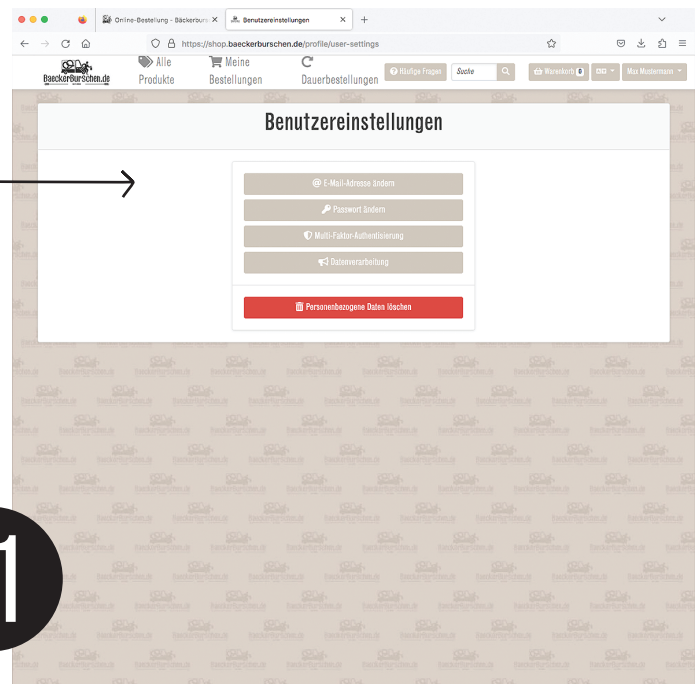 Online-Bestellung – Bäckerburs
Benutzereinstellungen
https://shop.baeckerburschen.de/profile/user-settings
BaeckerBurschen.de
Alle Produkte
Meine Bestellungen
Dauerbestellungen
Häufige Fragen
Suche
Warenkorb 0
Max Mustermann
Benutzereinstellungen
E-Mail-Adresse ändern
Passwort ändern
Multi-Faktor-Authentisierung
Datenverarbeitung
Personenbezogene Daten löschen
1